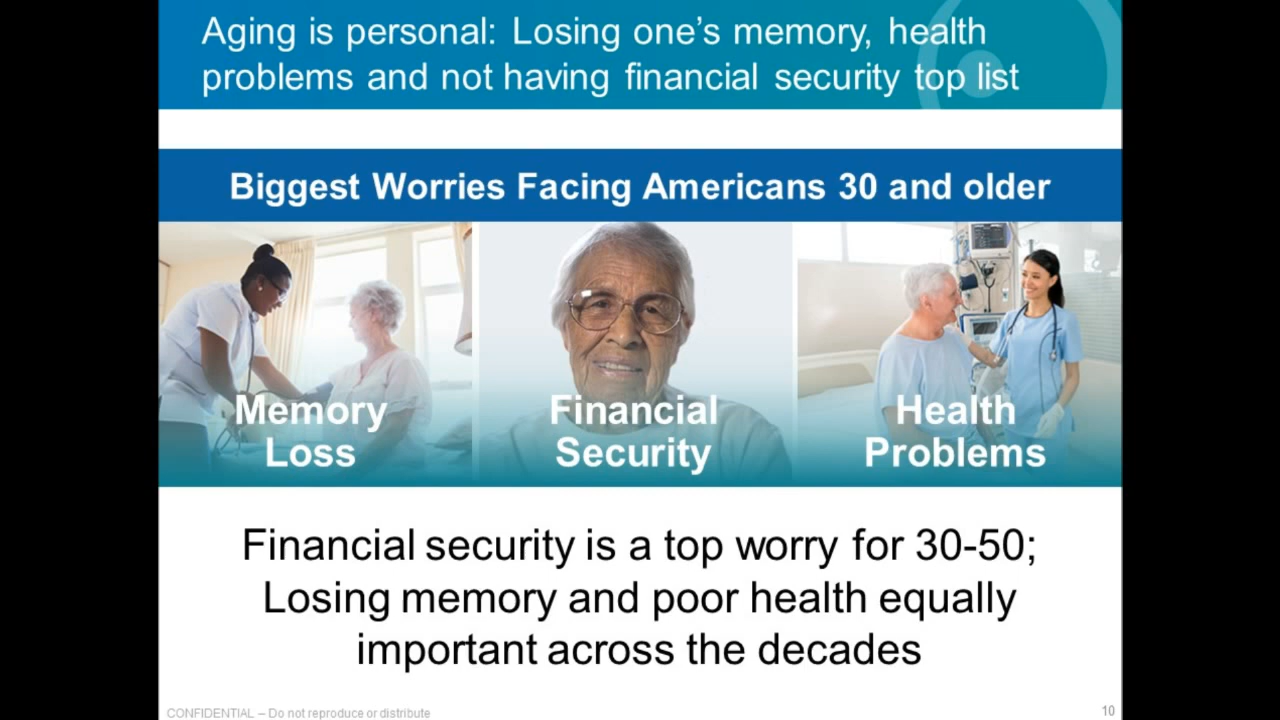 Aging is personal: Losing one’s memory, health
problems and not having financial security top list
Biggest Worries Facing Americans 30 and older
Memory
Loss
Financial
Security
Health
Problems
Financial security is a top worry for 30-50;
Losing memory and poor health equally
important across the decades
CONFIDENTIAL – Do not reproduce or distribute
10